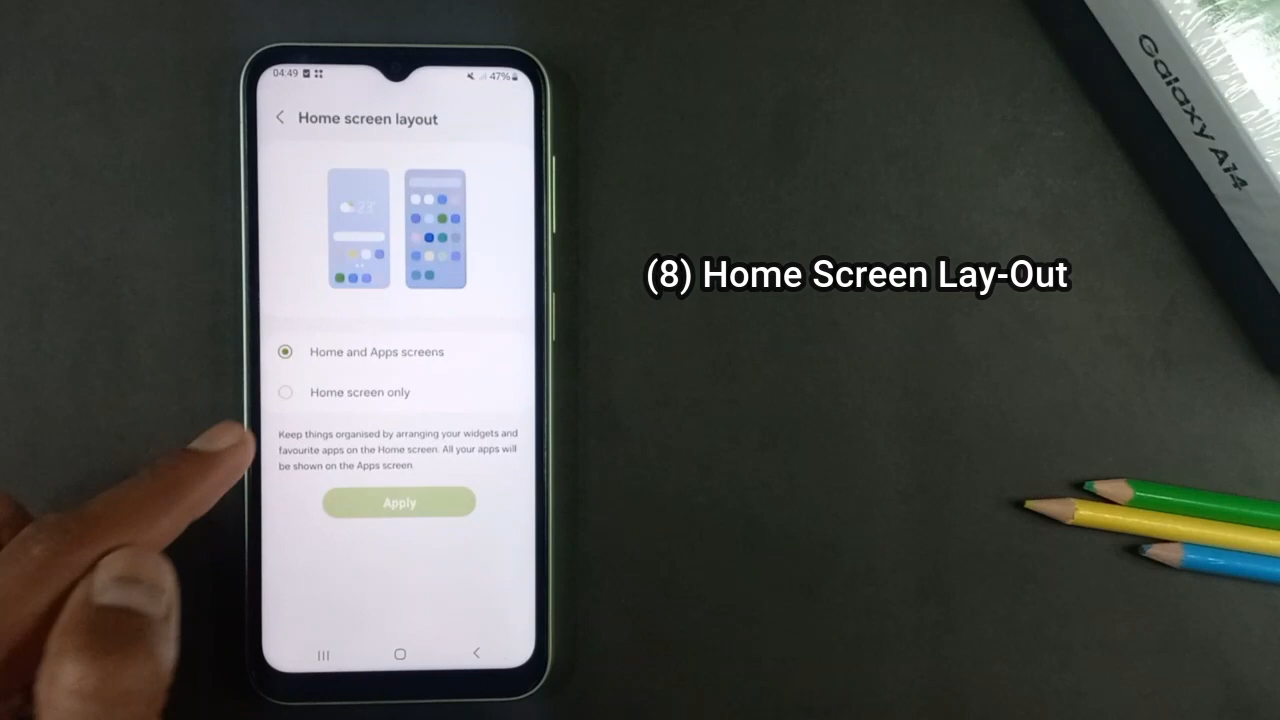 04:49
47%
Home screen layout
23°
Home and Apps screens
Home screen only
Keep things organised by arranging your widgets and
favourite apps on the Home screen. All your apps will
be shown on the Apps screen.
Apply
(8) Home Screen Lay-Out
Galaxy A14